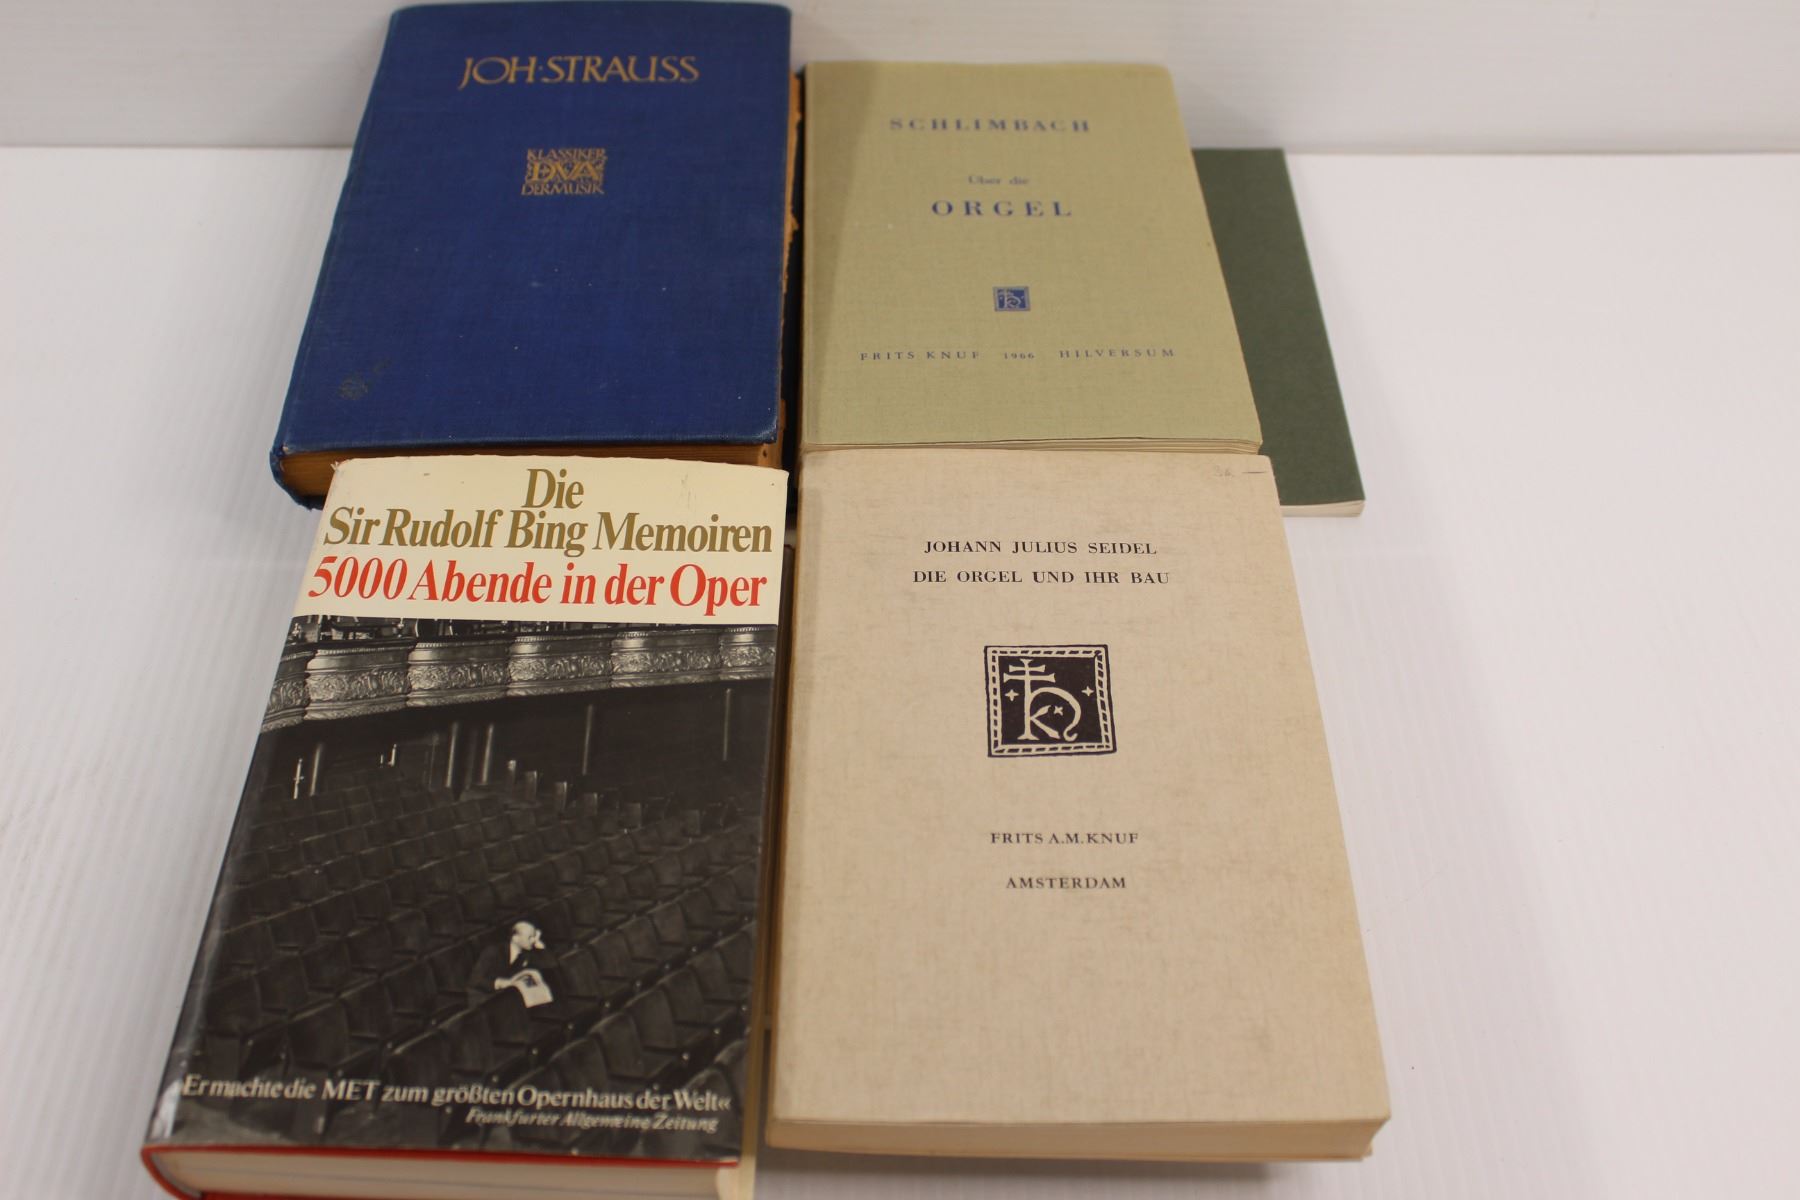 JOH·STRAUSS
KLASSIKER
DVA
DER MUSIK
SCHLIMBACH
Über die
ORGEL
FRITS KNUF 1966 HILVERSUM
Die
Sir Rudolf Bing Memoiren
5000 Abende in der Oper
»Er machte die MET zum größten Opernhaus der Welt«
Frankfurter Allgemeine Zeitung
JOHANN JULIUS SEIDEL
DIE ORGEL UND IHR BAU
FRITS A.M. KNUF
AMSTERDAM